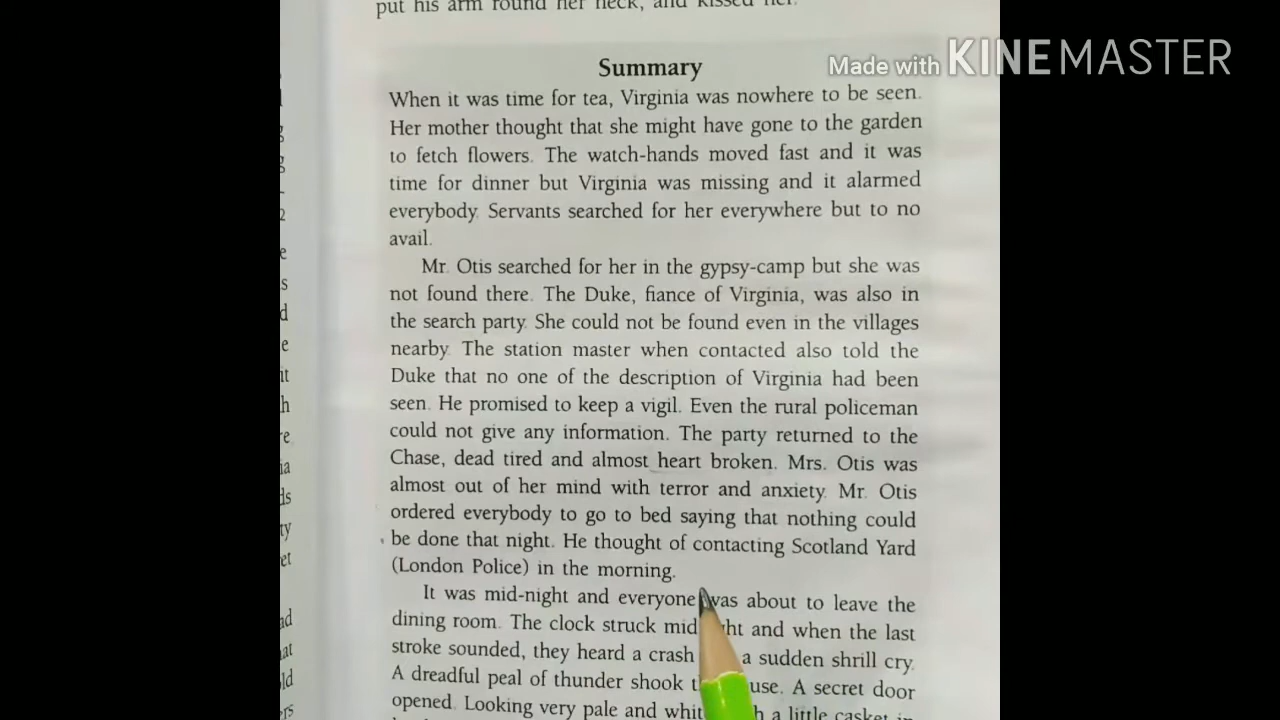 put his arm round her neck, and kissed her.
Made with KINEMASTER
Summary
When it was time for tea, Virginia was nowhere to be seen.
Her mother thought that she might have gone to the garden
to fetch flowers. The watch-hands moved fast and it was
time for dinner but Virginia was missing and it alarmed
everybody. Servants searched for her everywhere but to no
avail.
Mr. Otis searched for her in the gypsy-camp but she was
not found there. The Duke, fiance of Virginia, was also in
the search party. She could not be found even in the villages
nearby. The station master when contacted also told the
Duke that no one of the description of Virginia had been
seen. He promised to keep a vigil. Even the rural policeman
could not give any information. The party returned to the
Chase, dead tired and almost heart broken. Mrs. Otis was
almost out of her mind with terror and anxiety. Mr. Otis
ordered everybody to go to bed saying that nothing could
be done that night. He thought of contacting Scotland Yard
(London Police) in the morning.
It was mid-night and everyone was about to leave the
dining room. The clock struck and when the last
stroke sounded, they heard a crash a sudden shrill cry.
A dreadful peal of thunder shook A secret door
opened. Looking very pale and a little casket in